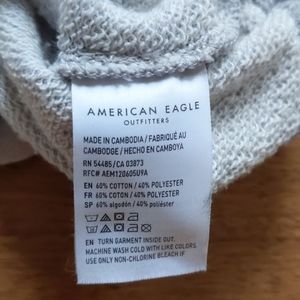 AMERICAN EAGLE
OUTFITTERS
MADE IN CAMBODIA / FABRIQUÉ AU
CAMBODGE / HECHO EN CAMBOYA
RN 54485/CA 03873
RFC# AEM120605U9A
EN 60% COTTON / 40% POLYESTER
FR 60% COTON / 40% POLYESTER
SP 60% algodón / 40% poliéster
EN TURN GARMENT INSIDE OUT.
MACHINE WASH COLD WITH LIKE COLORS.
USE ONLY NON-CHLORINE BLEACH IF